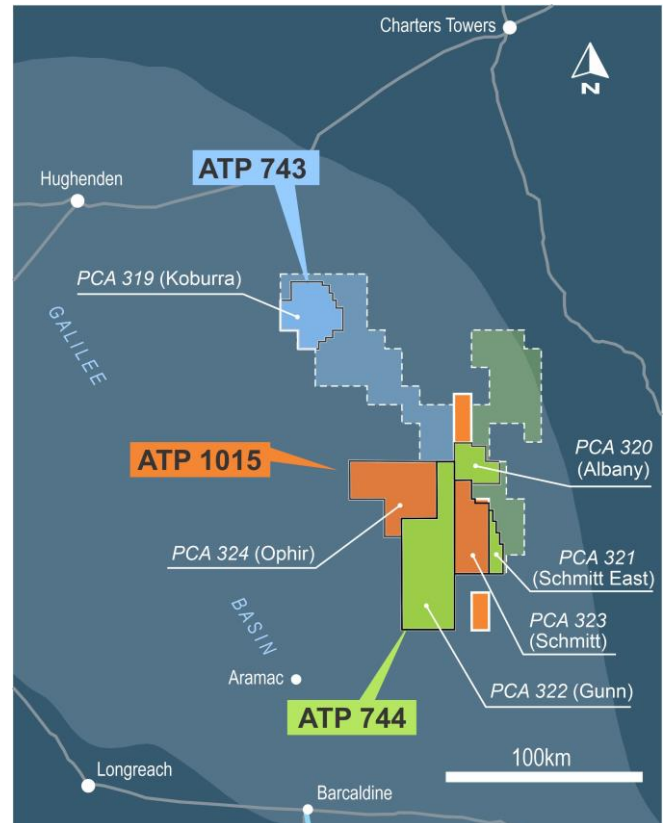 Charters Towers
N
ATP 743
Hughenden
PCA 319 (Koburra)
GALILEE
PCA 320
(Albany)
ATP 1015
PCA 324 (Ophir)
PCA 321
(Schmitt East)
BASIN
PCA 323
(Schmitt)
Aramac
PCA 322 (Gunn)
ATP 744
100km
Longreach
Barcaldine